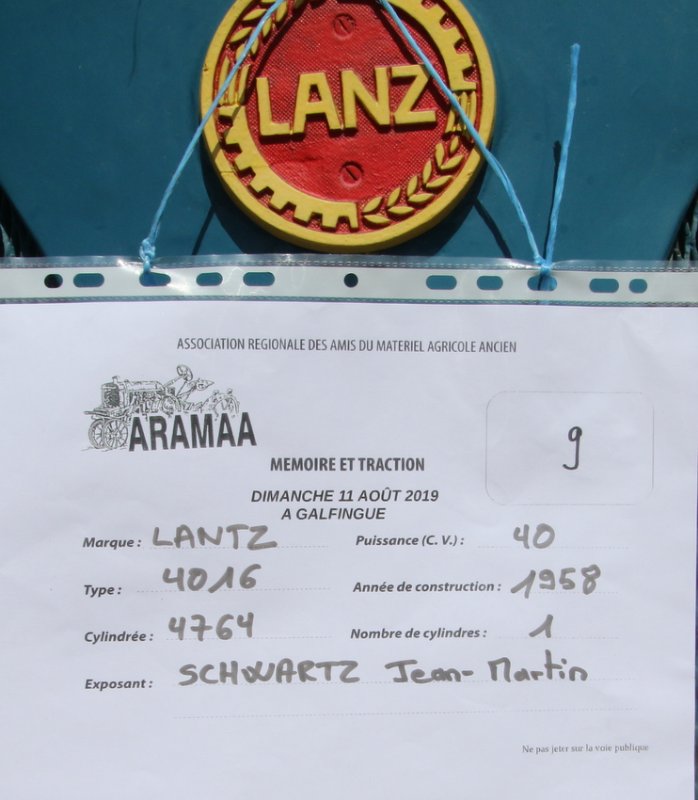 LANZ
ASSOCIATION REGIONALE DES AMIS DU MATERIEL AGRICOLE ANCIEN
ARAMAA
9
MEMOIRE ET TRACTION
DIMANCHE 11 AOÛT 2019
A GALFINGUE
Marque : LANTZ Puissance (C. V.) : 40
Type : 4016 Année de construction : 1958
Cylindrée : 4764 Nombre de cylindres : 1
Exposant : SCHWARTZ Jean-Martin
Ne pas jeter sur la voie publique